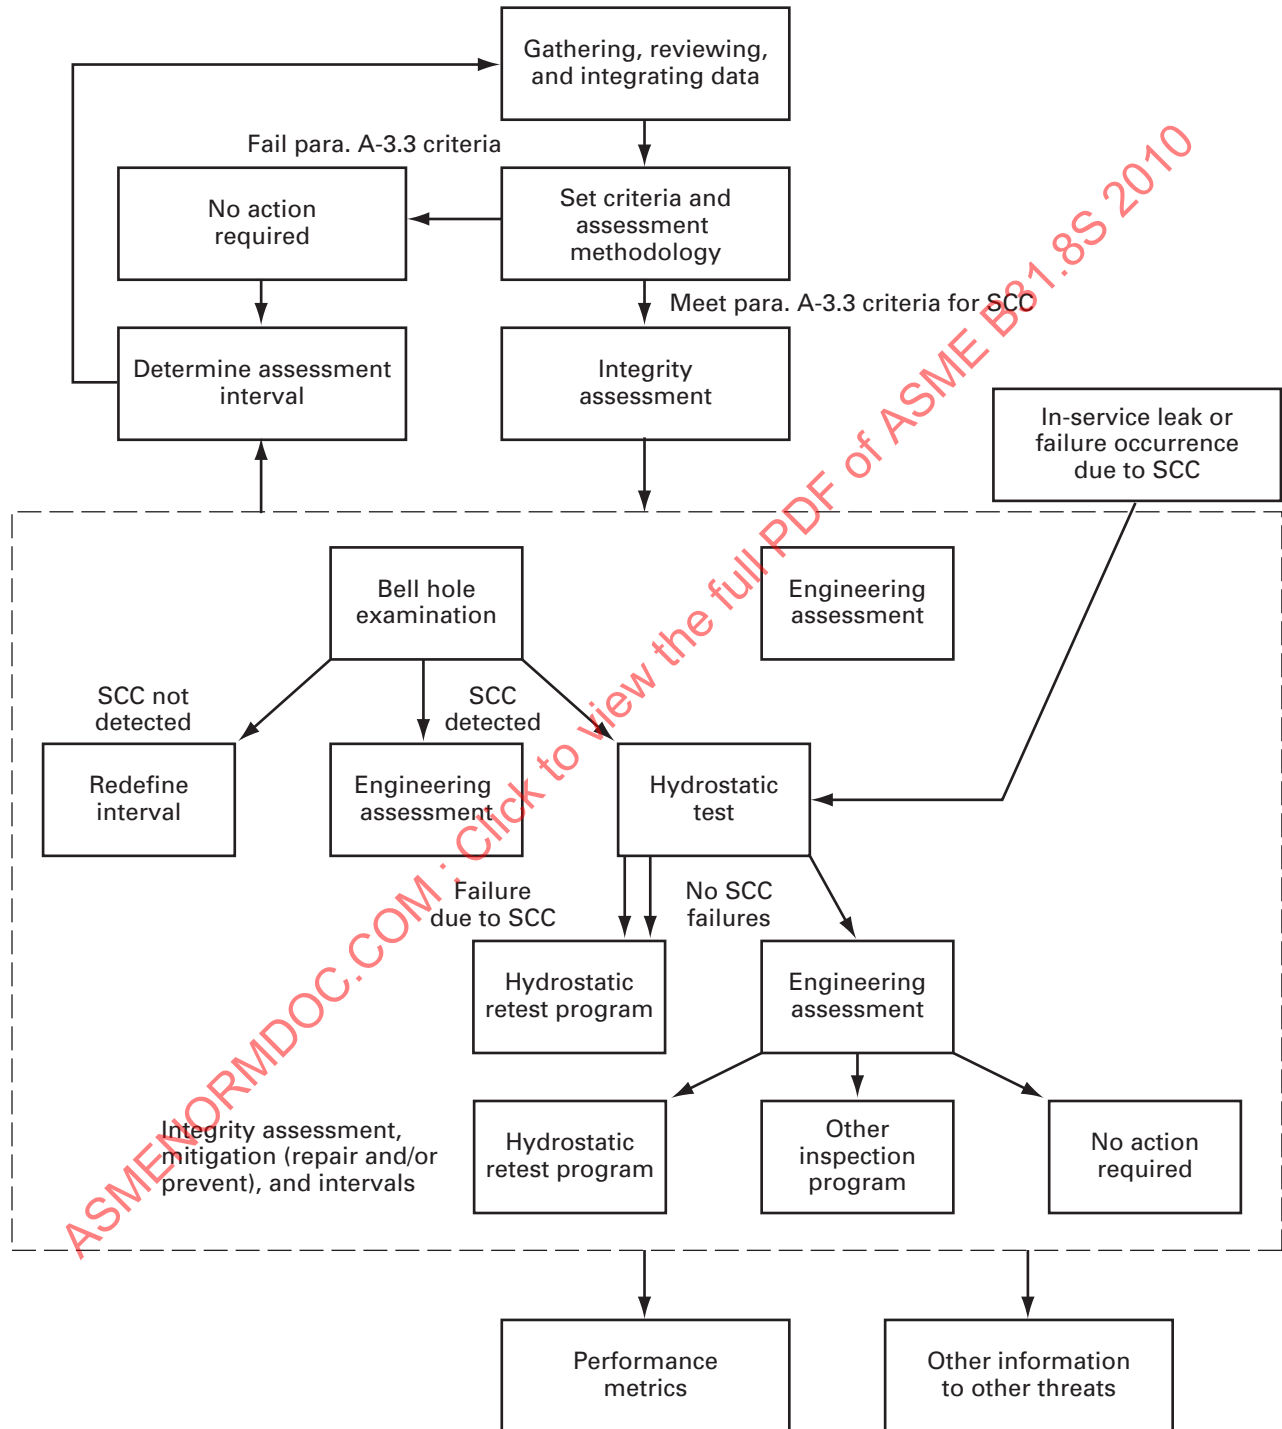 Gathering, reviewing,
and integrating data
Fail para. A-3.3 criteria
No action
required
Set criteria and
assessment
methodology
Meet para. A-3.3 criteria for SCC
Determine assessment
interval
Integrity
assessment
In-service leak or
failure occurrence
due to SCC
Bell hole
examination
Engineering
assessment
SCC not
detected
SCC
detected
Redefine
interval
Engineering
assessment
Hydrostatic
test
Failure
due to SCC
No SCC
failures
Hydrostatic
retest program
Engineering
assessment
Integrity assessment,
mitigation (repair and/or
prevent), and intervals
Hydrostatic
retest program
Other
inspection
program
No action
required
Performance
metrics
Other information
to other threats
ASMENORMDOC.COM : Click to view the full PDF of ASME B31.8S 2010